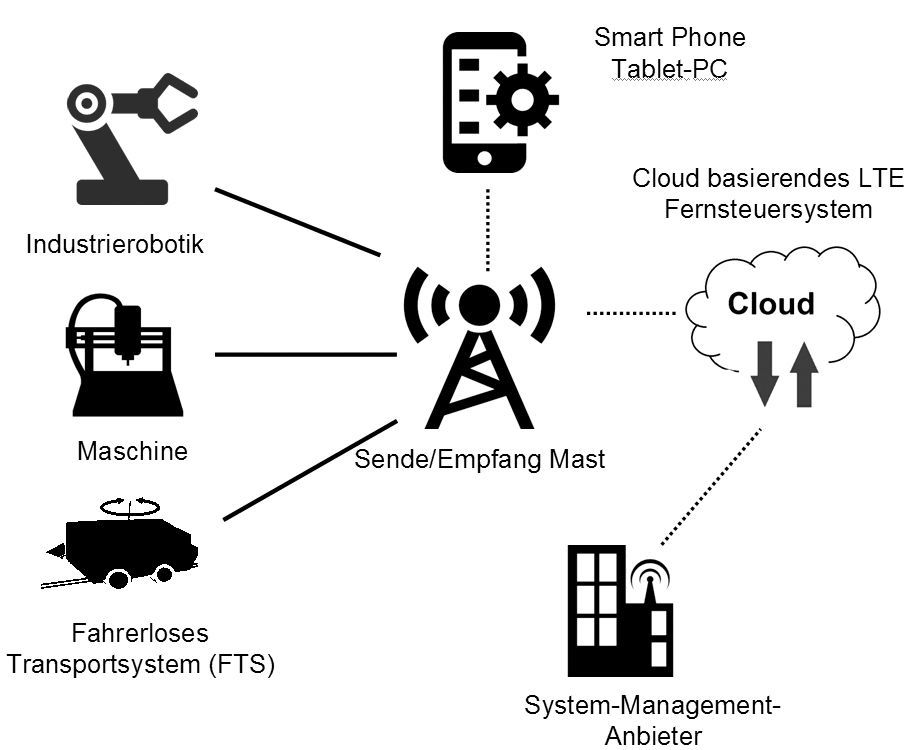 Smart Phone
Tablet-PC
Cloud basierendes LTE
Fernsteuersystem
Industrierobotik
Cloud
Maschine
Sende/Empfang Mast
Fahrerloses
Transportsystem (FTS)
System-Management-
Anbieter